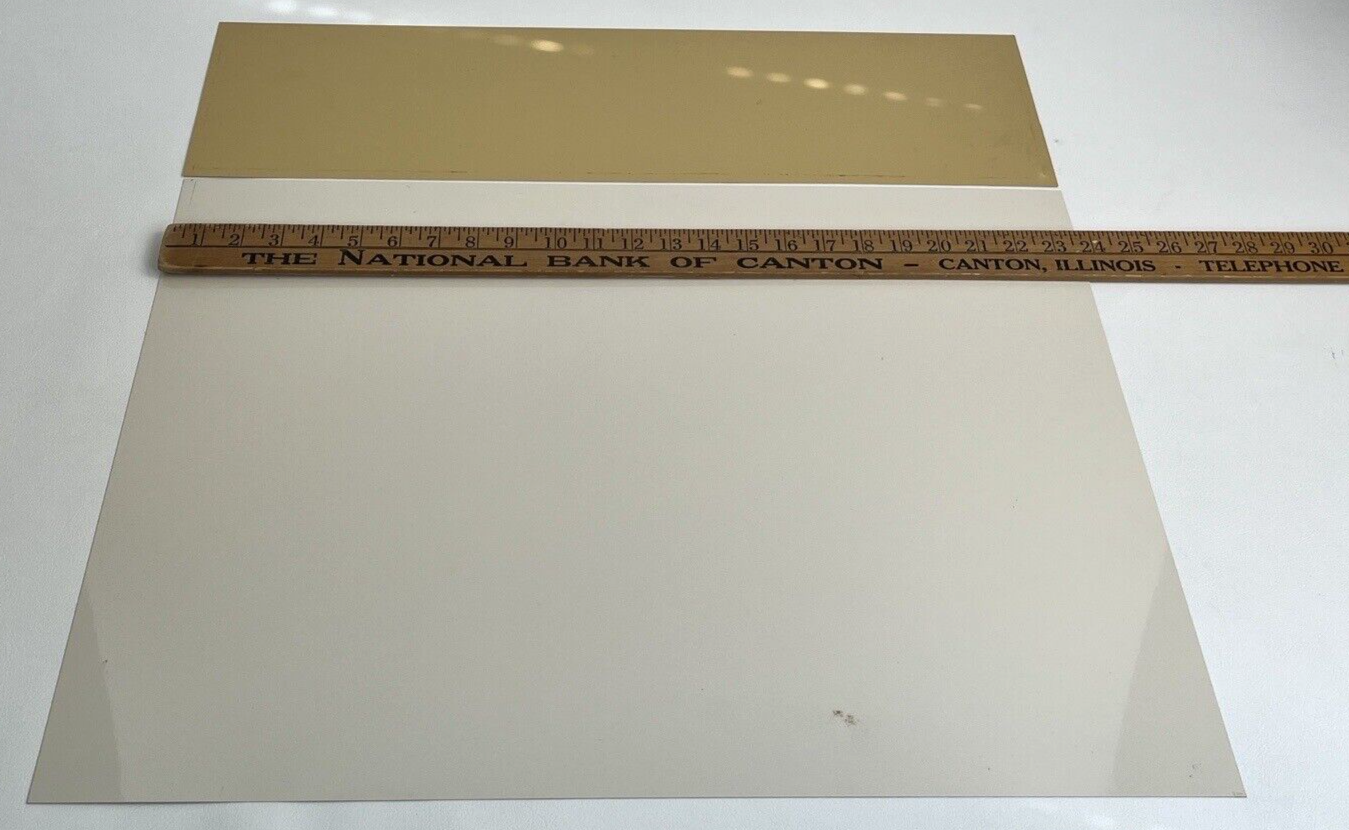 1 2 3 4 5 6 7 8 9 10 11 12 13 14 15 16 17 18 19 20 21 22 23 24 25 26 27 28 29 30
THE NATIONAL BANK OF CANTON – CANTON, ILLINOIS · TELEPHONE